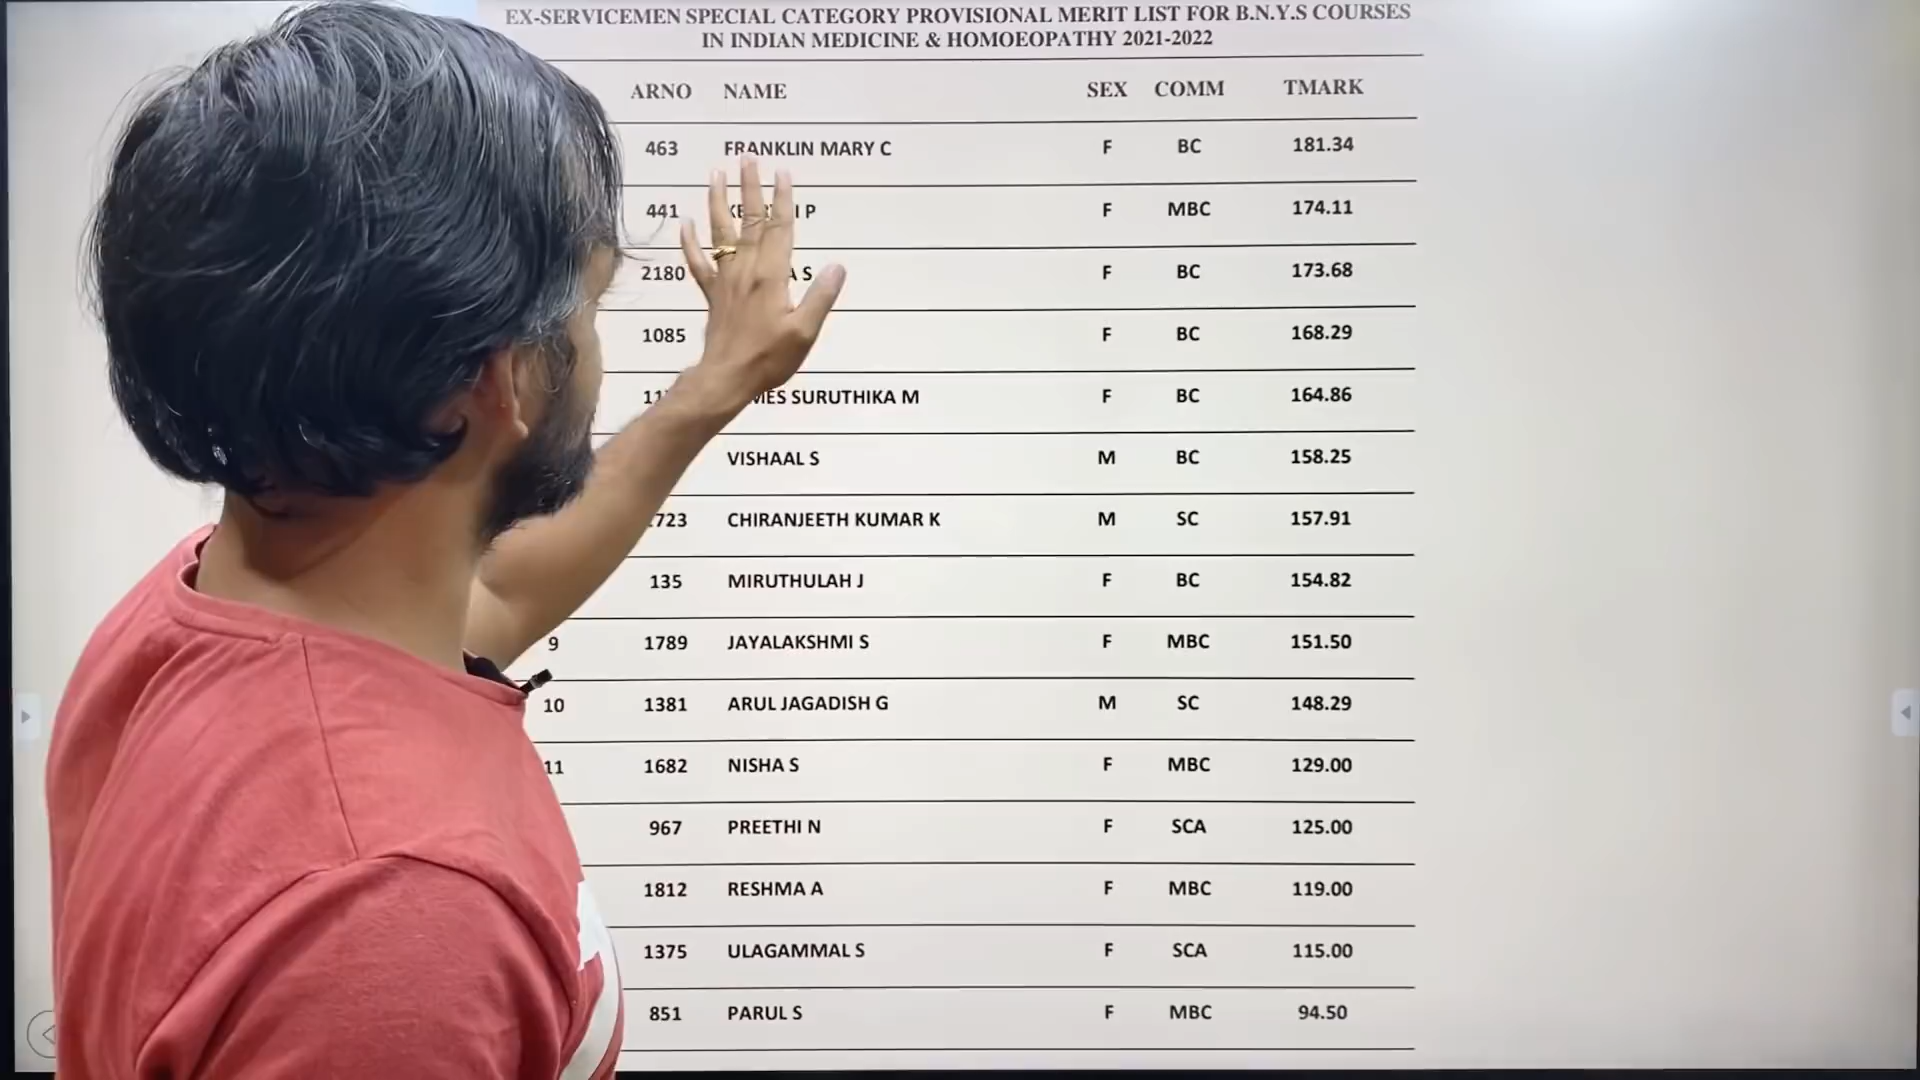 EX-SERVICEMEN SPECIAL CATEGORY PROVISIONAL MERIT LIST FOR B.N.Y.S COURSES
IN INDIAN MEDICINE & HOMOEOPATHY 2021-2022
ARNO NAME SEX COMM TMARK
463 FRANKLIN MARY C F BC 181.34
441 P F MBC 174.11
2180 S F BC 173.68
1085 F BC 168.29
SURUTHIKA M F BC 164.86
VISHAAL S M BC 158.25
CHIRANJEETH KUMAR K M SC 157.91
135 MIRUTHULAH J F BC 154.82
9 1789 JAYALAKSHMI S F MBC 151.50
10 1381 ARUL JAGADISH G M SC 148.29
11 1682 NISHA S F MBC 129.00
967 PREETHI N F SCA 125.00
1812 RESHMA A F MBC 119.00
1375 ULAGAMMAL S F SCA 115.00
851 PARUL S F MBC 94.50